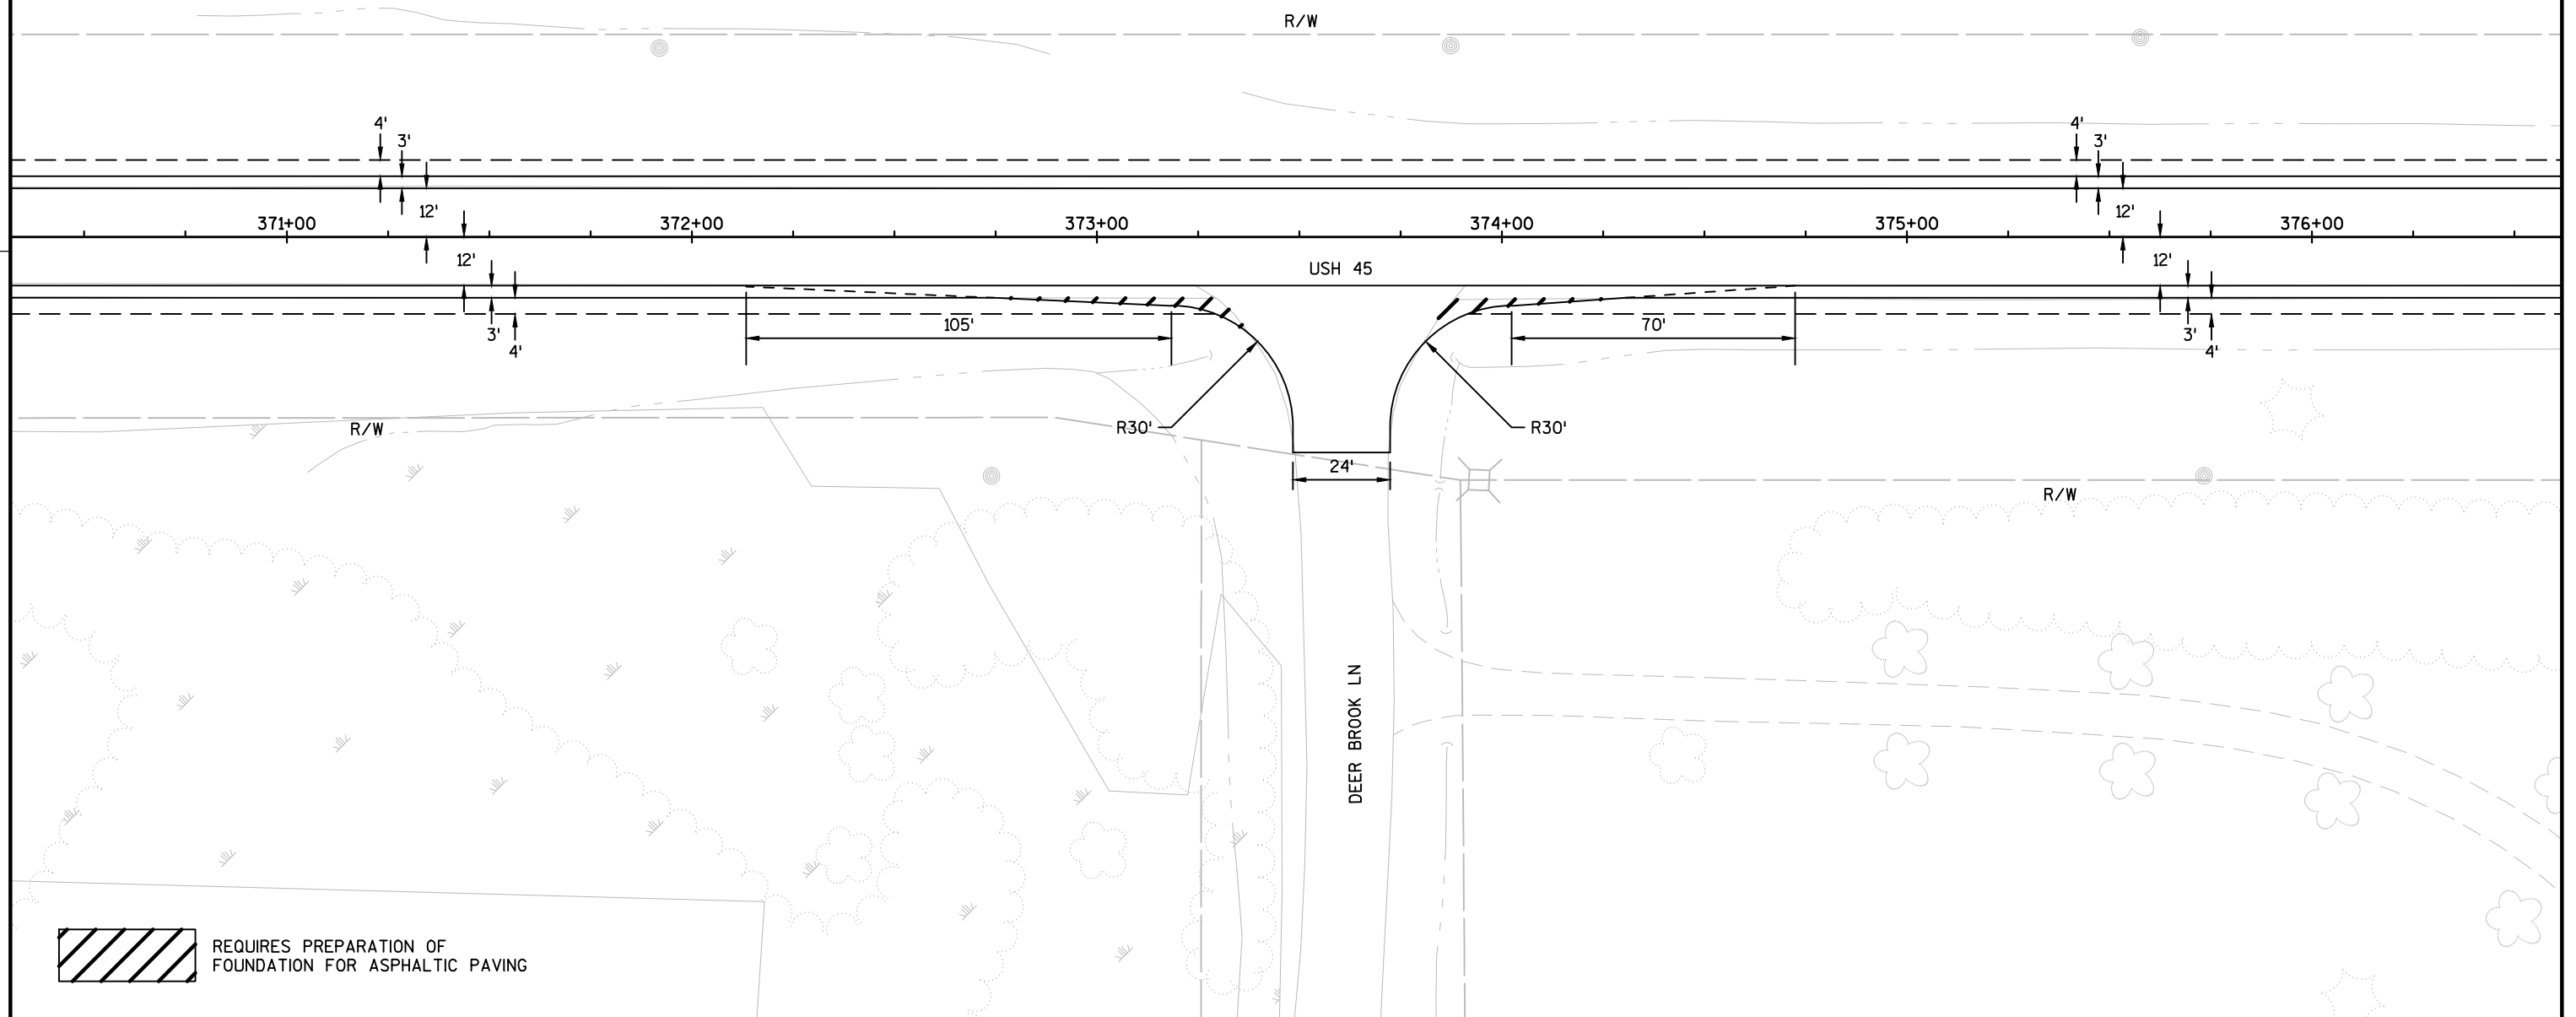 R/W
4'
3'
12'
4'
3'
12'
371+00
372+00
373+00
374+00
375+00
376+00
12'
USH 45
12'
3'
4'
105'
70'
3'
4'
R/W
R30'
R30'
24'
R/W
DEER BROOK LN
REQUIRES PREPARATION OF
FOUNDATION FOR ASPHALTIC PAVING